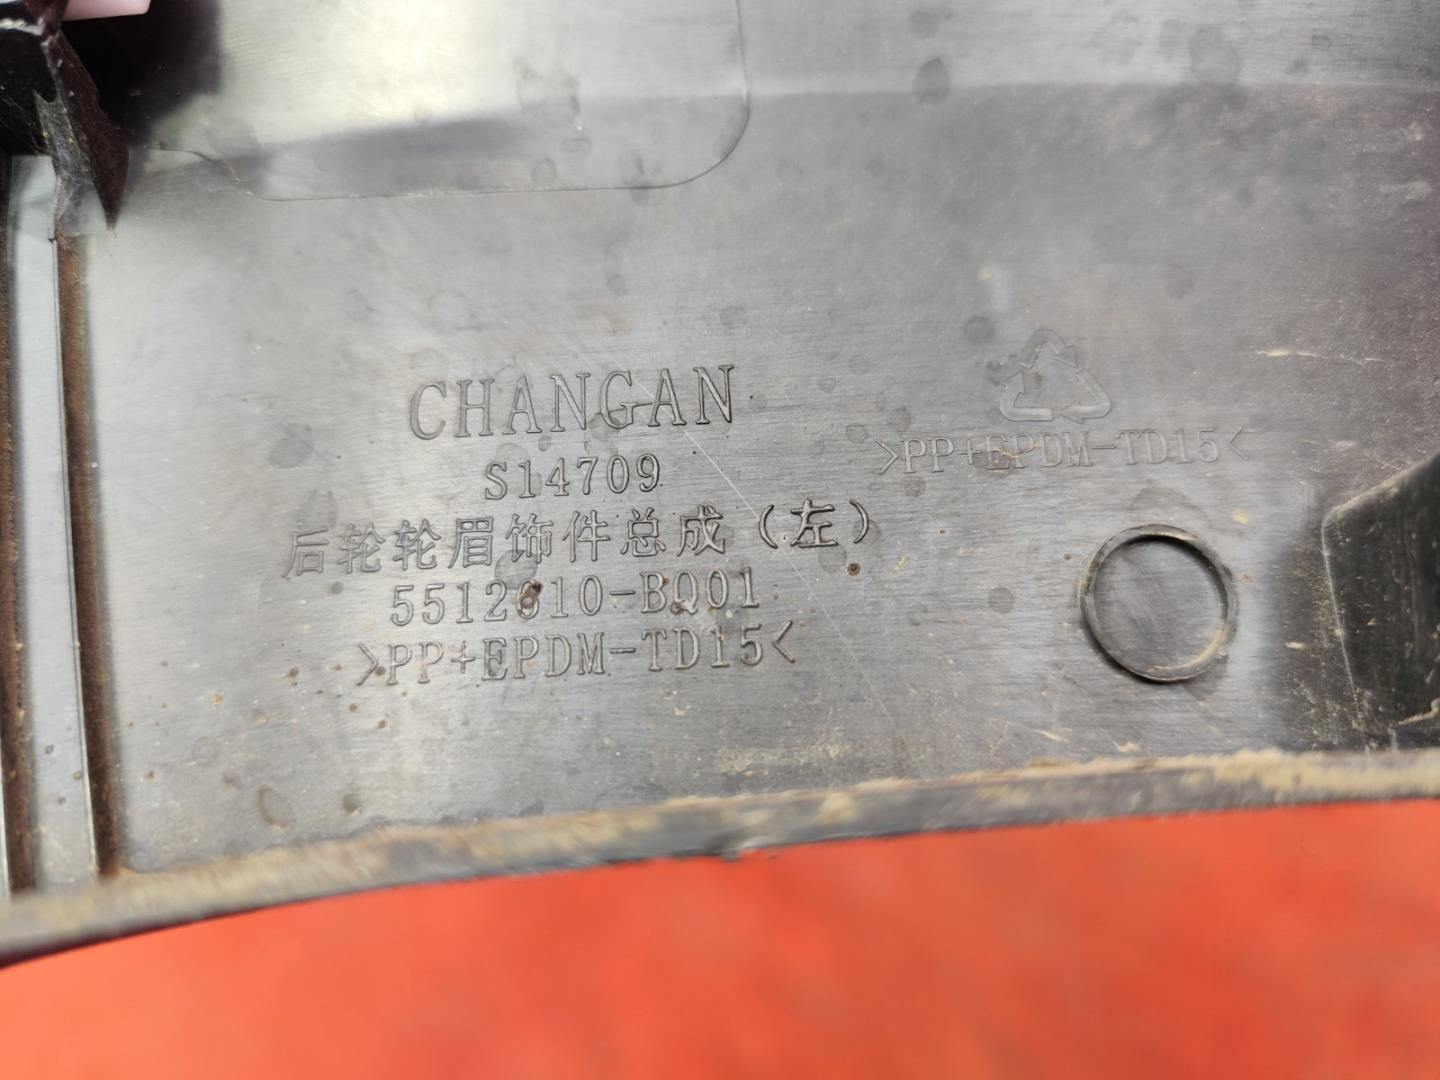 CHANGAN
S14709
后轮轮眉饰件总成（左）
5512610-BQ01
>PP+EPDM-TD15<
>PP+EPDM-TD15<